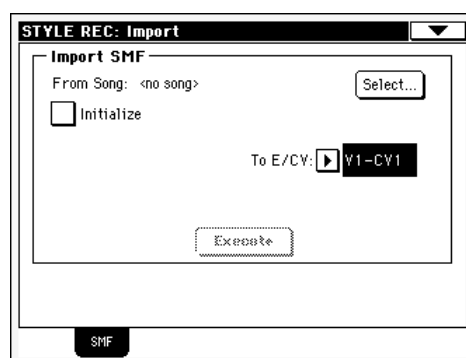 STYLE REC: Import
Import SMF
From Song: <no song>
Select...
Initialize
To E/CV: V1-CV1
Execute
SMF